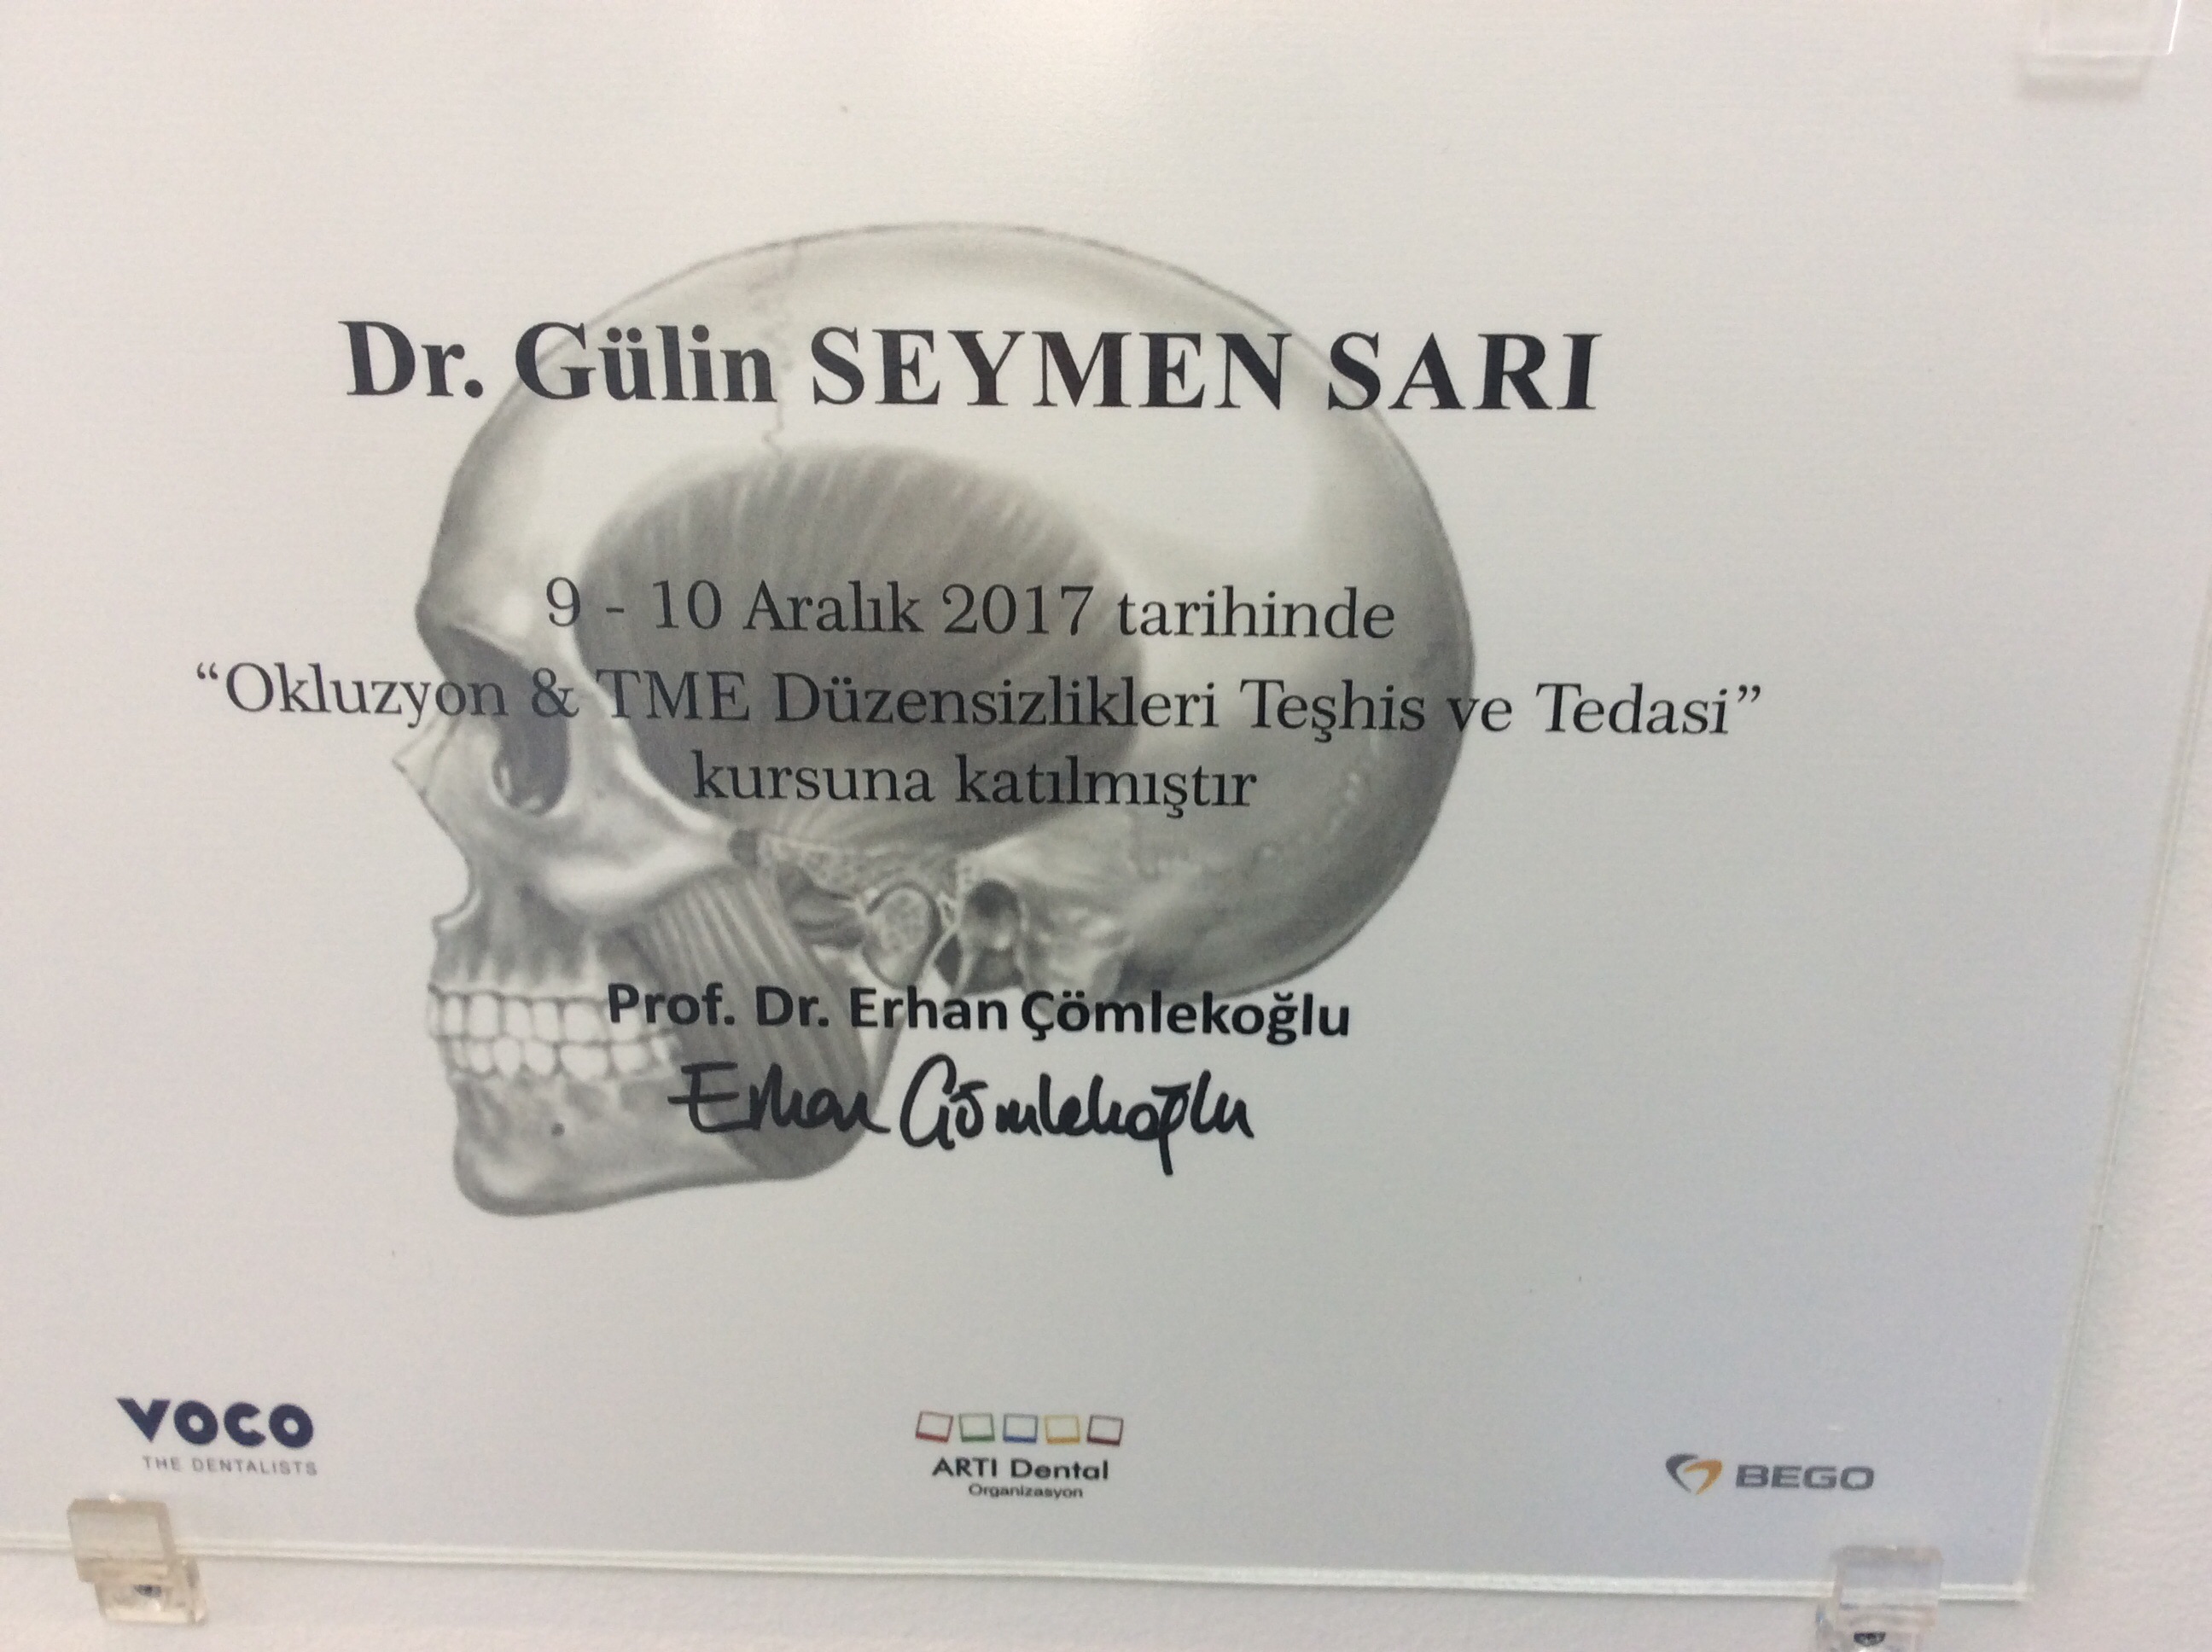 Dr. Gülin SEYMEN SARI
9 - 10 Aralık 2017 tarihinde
“Okluzyon & TME Düzensizlikleri Teşhis ve Tedasi”
kursuna katılmıştır
Prof. Dr. Erhan Çömlekoğlu
Erhan Çömlekoğlu
VOCO
THE DENTALISTS
ARTI Dental
Organizasyon
BEGO